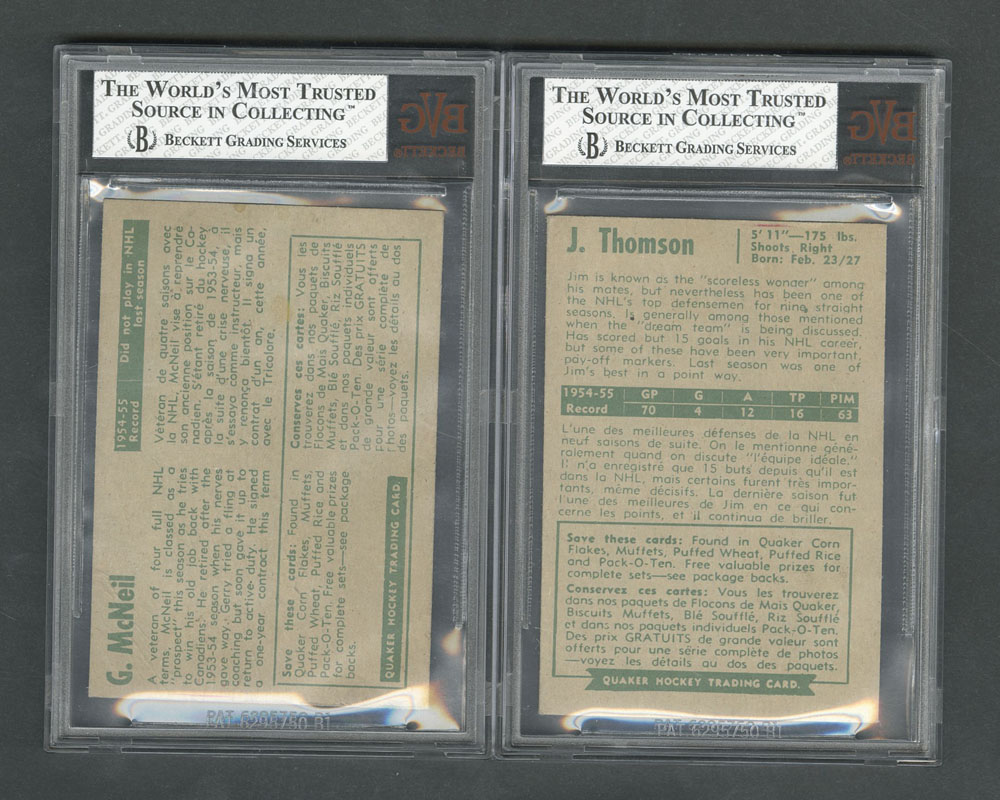 THE WORLD'S MOST TRUSTED
SOURCE IN COLLECTING™
BECKETT GRADING SERVICES
BVG
BECKETT®
G. McNeil
A veteran of four full NHL
terms, McNeil is classed as a
"prospect" this season as he tries
to win his old job back with
Canadiens. He retired after the
1953-54 season when his nerves
gave way. Gerry tried a fling at
coaching but soon gave it up to
return to active duty. He signed
a one-year contract this term
1954-55
Record
Did not play in NHL
last season
Vétéran de quatre saisons avec
la NHL, McNeil vise à reprendre
son ancienne position sur le Ca-
nadien. S'étant retiré du hockey
après la saison de 1953-54, à
la suite d'une crise nerveuse, il
s'essaya comme instructeur, mais
y renonça bientôt. Il signa un
contrat d'un an, cette année,
avec le Tricolore.
Save these cards: Found in
Quaker Corn Flakes, Muffets,
Puffed Wheat, Puffed Rice and
Pack-O-Ten. Free valuable prizes
for complete sets—see package
backs.
Conserves ces cartes: Vous les
trouverez dans nos paquets de
Flocons de Mais Quaker, Biscuits
Muffets, Blé Soufflé, Riz Soufflé
et dans nos paquets individuels
Pack-O-Ten. Des prix GRATUITS
de grande valeur sont offerts
pour une série complète de
photos—voyez les détails au dos
des paquets.
QUAKER HOCKEY TRADING CARD
PAT 6295750 B1
THE WORLD'S MOST TRUSTED
SOURCE IN COLLECTING™
BECKETT GRADING SERVICES
BVG
BECKETT®
J. Thomson
5' 11"—175 lbs.
Shoots Right
Born: Feb. 23/27
Jim is known as the "scoreless wonder" among
his mates, but nevertheless has been one of
the NHL's top defensemen for nine straight
seasons. Is generally among those mentioned
when the "dream team" is being discussed.
Has scored but 15 goals in his NHL career,
but some of these have been very important,
pay-off markers. Last season was one of
Jim's best in a point way.
1954-55 GP G A TP PIM
Record 70 4 12 16 63
L'une des meilleures défenses de la NHL en
neuf saisons de suite. On le mentionne géné-
ralement quand on discute "l'équipe idéale."
Il n'a enregistré que 15 buts depuis qu'il est
dans la NHL, mais certains furent très impor-
tants, même décisifs. La dernière saison fut
l'une des meilleures de Jim en ce qui con-
cerne les points, et il continua de briller.
Save these cards: Found in Quaker Corn
Flakes, Muffets, Puffed Wheat, Puffed Rice
and Pack-O-Ten. Free valuable prizes for
complete sets—see package backs.
Conservez ces cartes: Vous les trouverez
dans nos paquets de Flocons de Mais Quaker,
Biscuits Muffets, Blé Soufflé, Riz Soufflé
et dans nos paquets individuels Pack-O-Ten.
Des prix GRATUITS de grande valeur sont
offerts pour une série complète de photos
—voyez les détails au dos des paquets.
QUAKER HOCKEY TRADING CARD.
PAT 6295750 B1